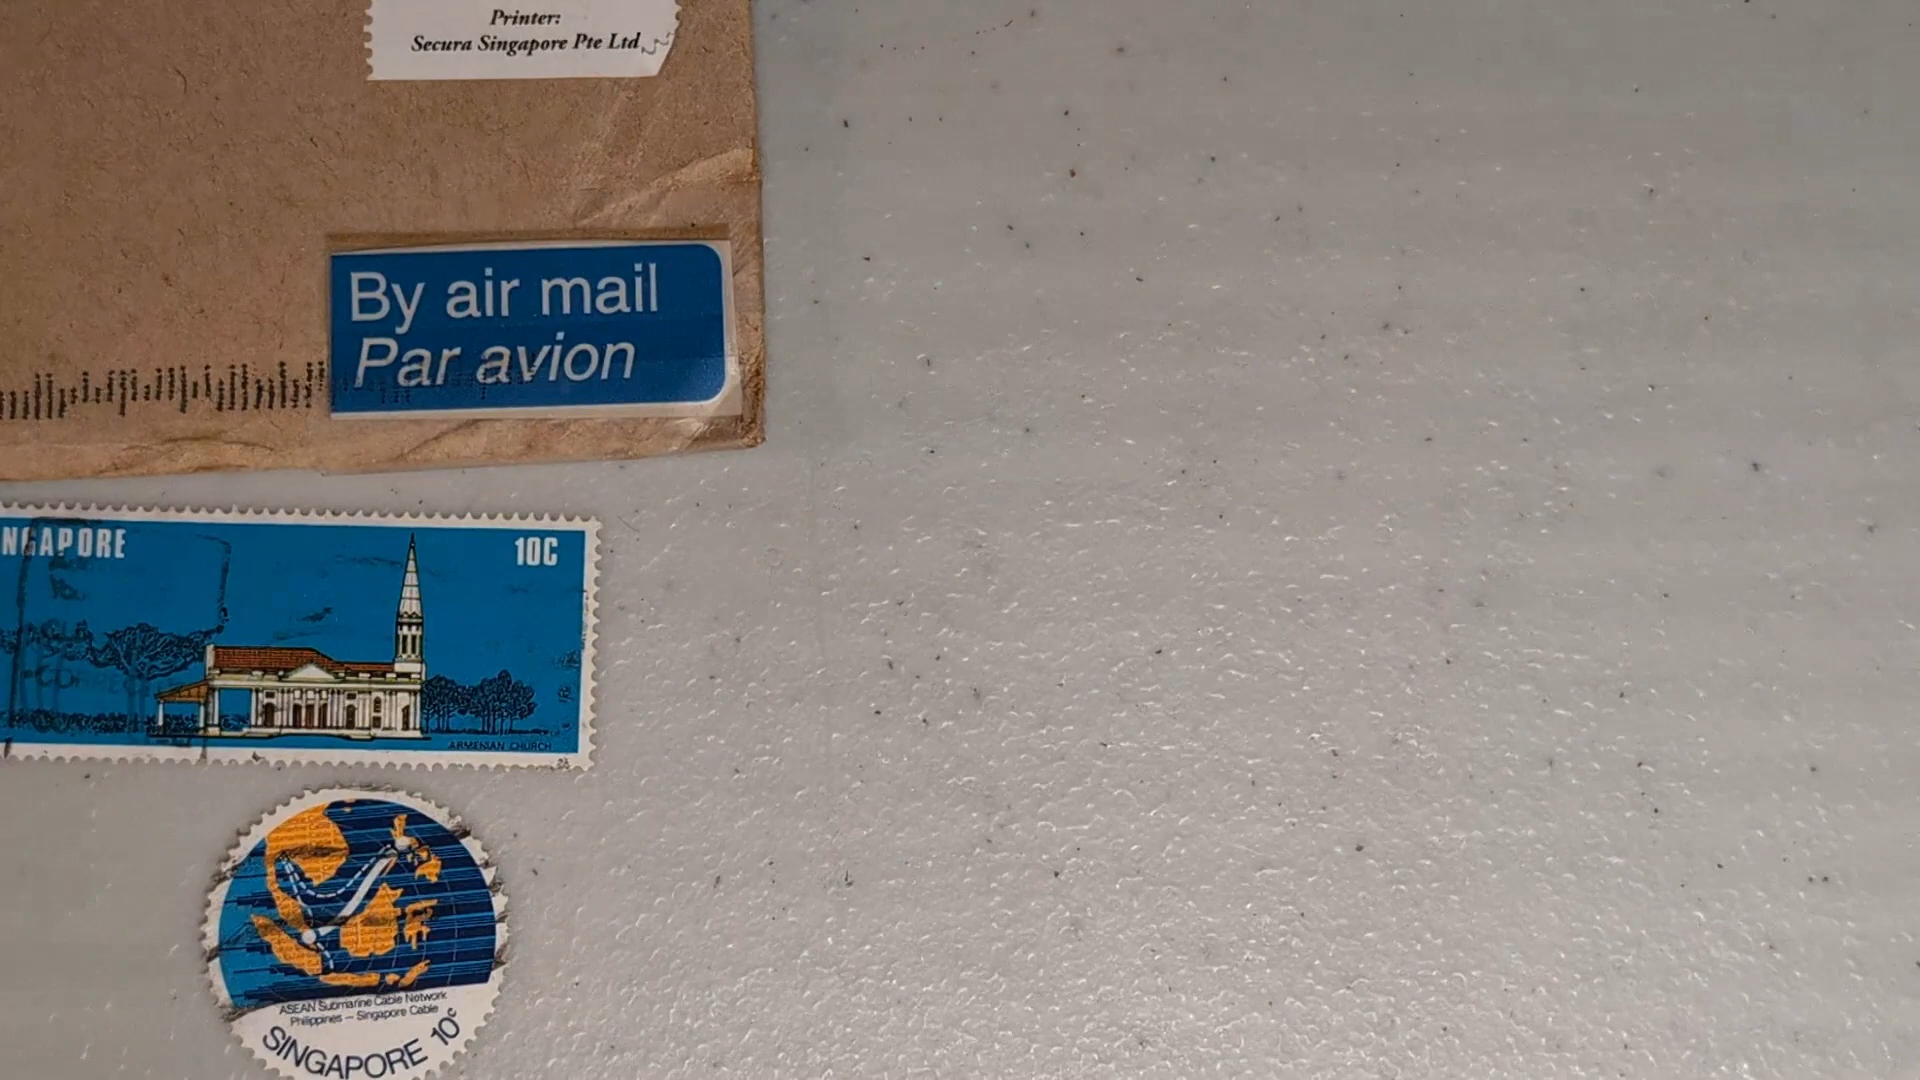 Printer:
Secura Singapore Pte Ltd
By air mail
Par avion
NGAPORE
10C
ARMENIAN CHURCH
ASEAN Submarine Cable Network
Philippines — Singapore Cable
SINGAPORE 10c